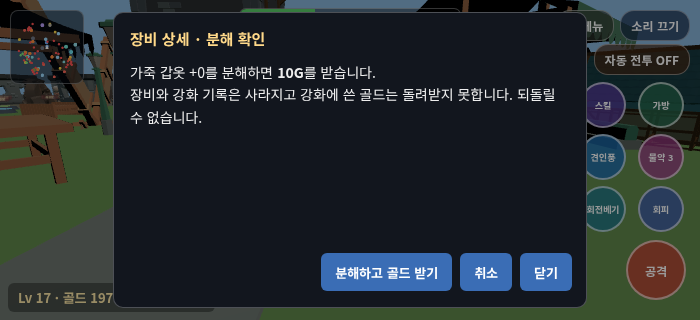 장비 상세 · 분해 확인
가죽 갑옷 +0를 분해하면 10G를 받습니다.
장비와 강화 기록은 사라지고 강화에 쓴 골드는 돌려받지 못합니다. 되돌릴
수 없습니다.
분해하고 골드 받기
취소
닫기
메뉴
소리 끄기
자동 전투 OFF
스킬
가방
견인풍
물약 3
회전베기
회피
공격
Lv 17 · 골드 197